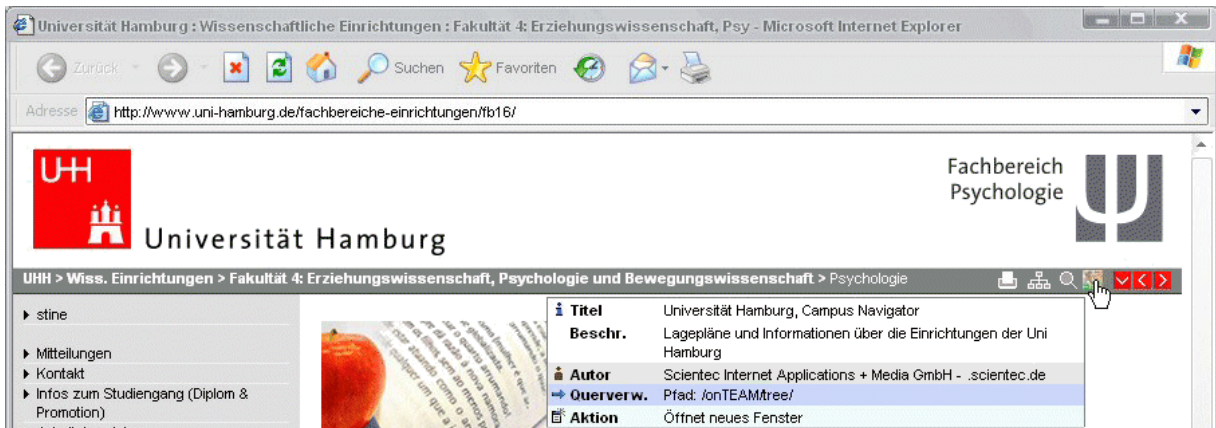 Universität Hamburg : Wissenschaftliche Einrichtungen : Fakultät 4: Erziehungswissenschaft, Psy - Microsoft Internet Explorer
Zurück Suchen Favoriten
Adresse http://www.uni-hamburg.de/fachbereiche-einrichtungen/fb16/
UHH
Universität Hamburg
Fachbereich
Psychologie
UHH > Wiss. Einrichtungen > Fakultät 4: Erziehungswissenschaft, Psychologie und Bewegungswissenschaft > Psychologie
stine
Mitteilungen
Kontakt
Infos zum Studiengang (Diplom &
Promotion)
Titel Universität Hamburg, Campus Navigator
Beschr. Lagepläne und Informationen über die Einrichtungen der Uni
Hamburg
Autor Scientec Internet Applications + Media GmbH - .scientec.de
Querverw. Pfad: /onTEAM/tree/
Aktion Öffnet neues Fenster